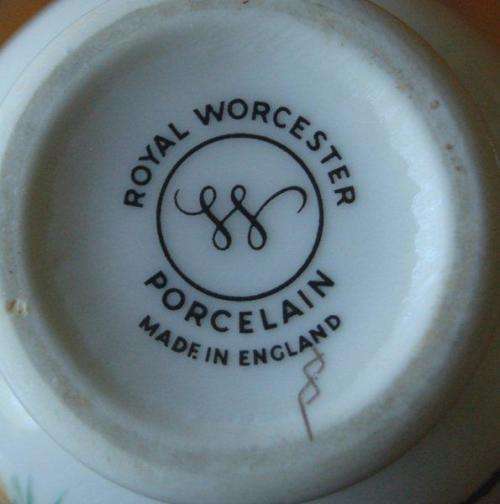 ROYAL WORCESTER
W
PORCELAIN
MADE IN ENGLAND